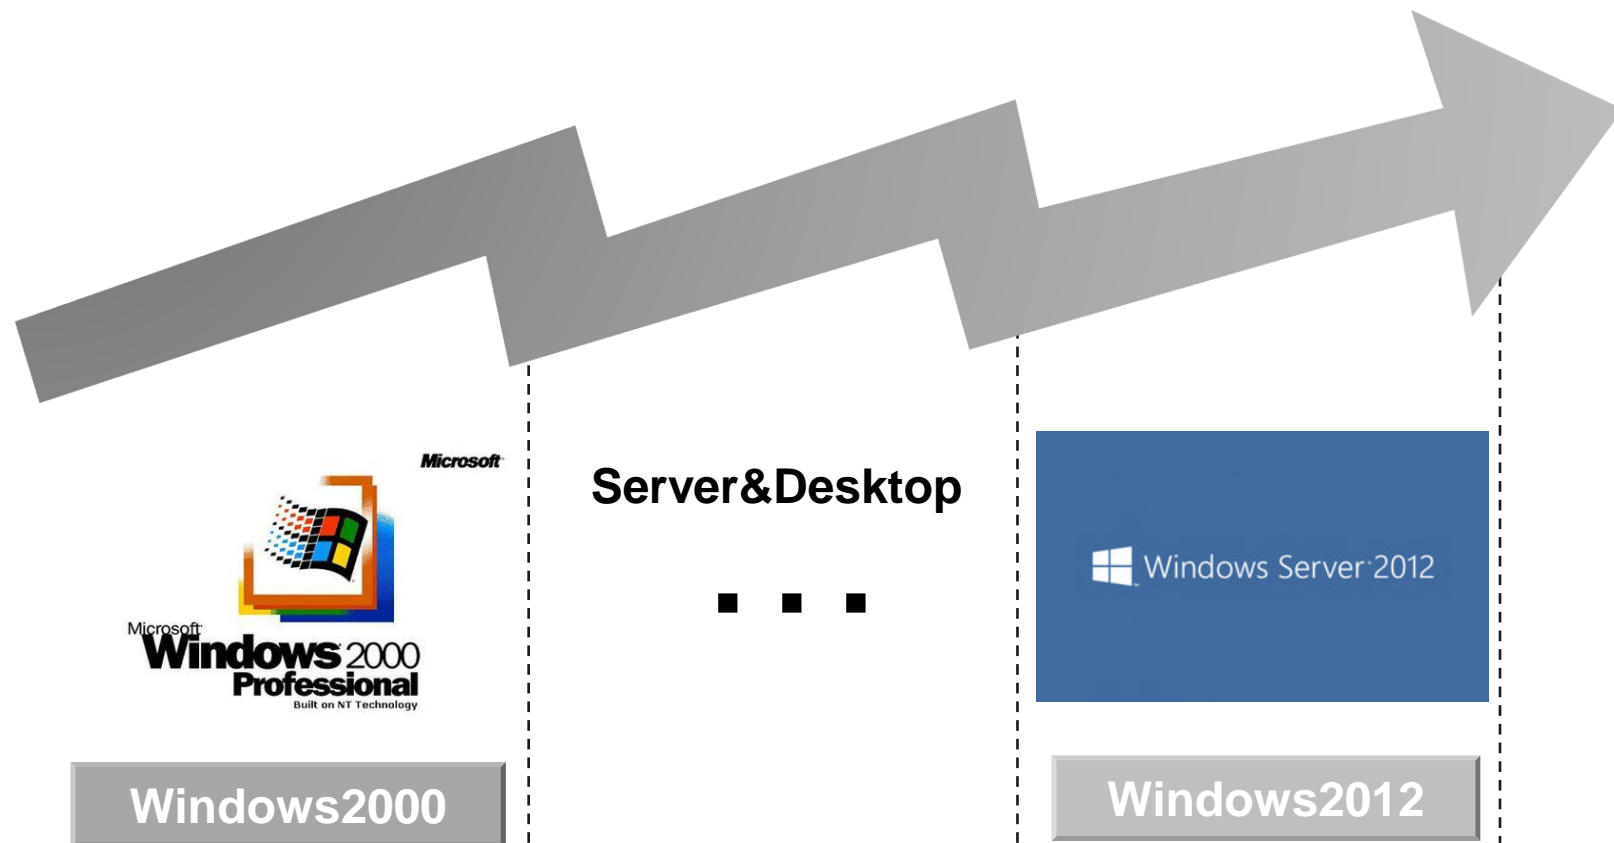 Microsoft
Microsoft
Windows 2000
Professional
Built on NT Technology
Windows2000
Server&Desktop
...
Windows Server 2012
Windows2012